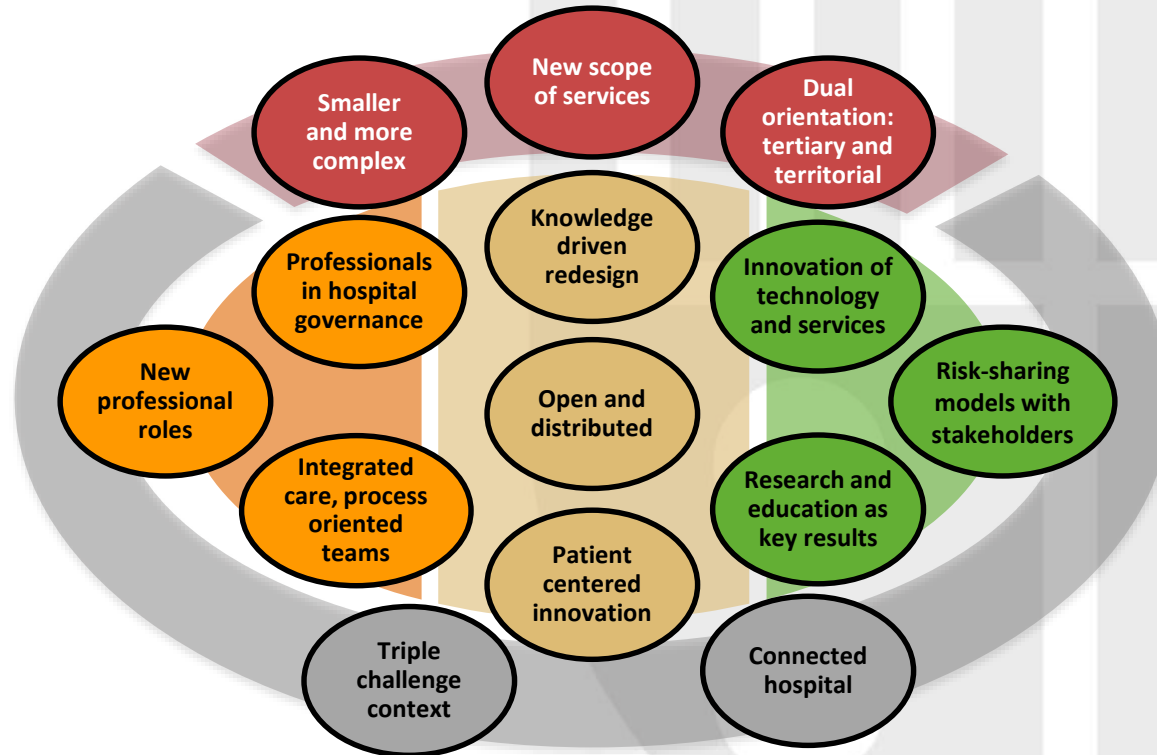 New scope
of services
Smaller
and more
complex
Dual
orientation:
tertiary and
territorial
Knowledge
driven
redesign
Professionals
in hospital
governance
Innovation of
technology
and services
New
professional
roles
Open and
distributed
Risk-sharing
models with
stakeholders
Integrated
care, process
oriented
teams
Research and
education as
key results
Patient
centered
innovation
Triple
challenge
context
Connected
hospital